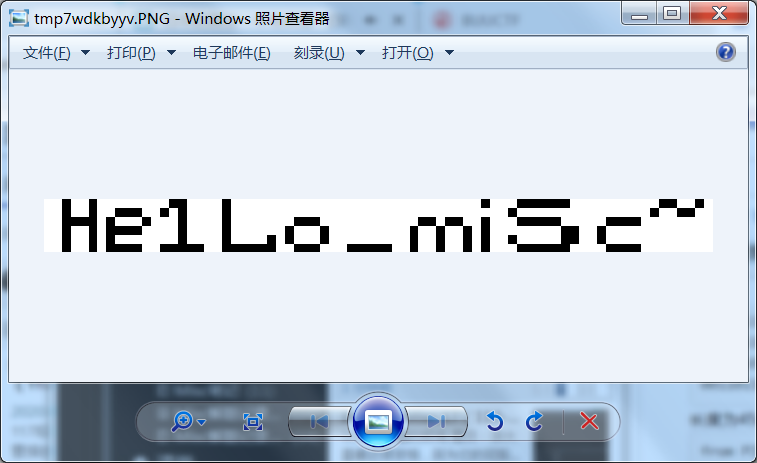 tmp7wdkbyyv.PNG - Windows 照片查看器
文件(F) 打印(P) 电子邮件(E) 刻录(U) 打开(O)
He1Lo_miSc~